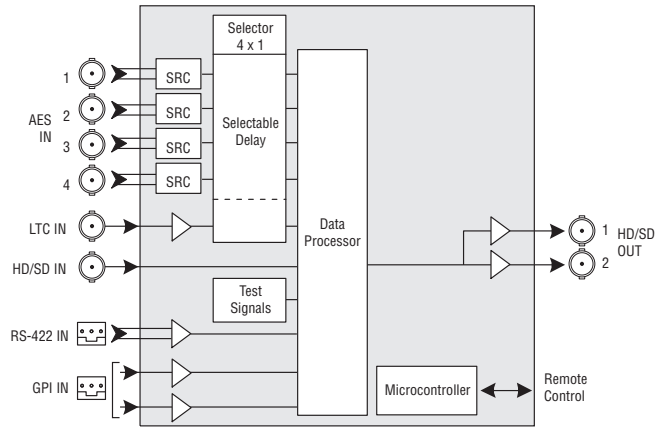 Selector
4 x 1
1
SRC
AES
IN
2
SRC
Selectable
Delay
3
SRC
4
SRC
LTC IN
Data
Processor
1
HD/SD
OUT
2
HD/SD IN
Test
Signals
RS-422 IN
GPI IN
Microcontroller
Remote
Control